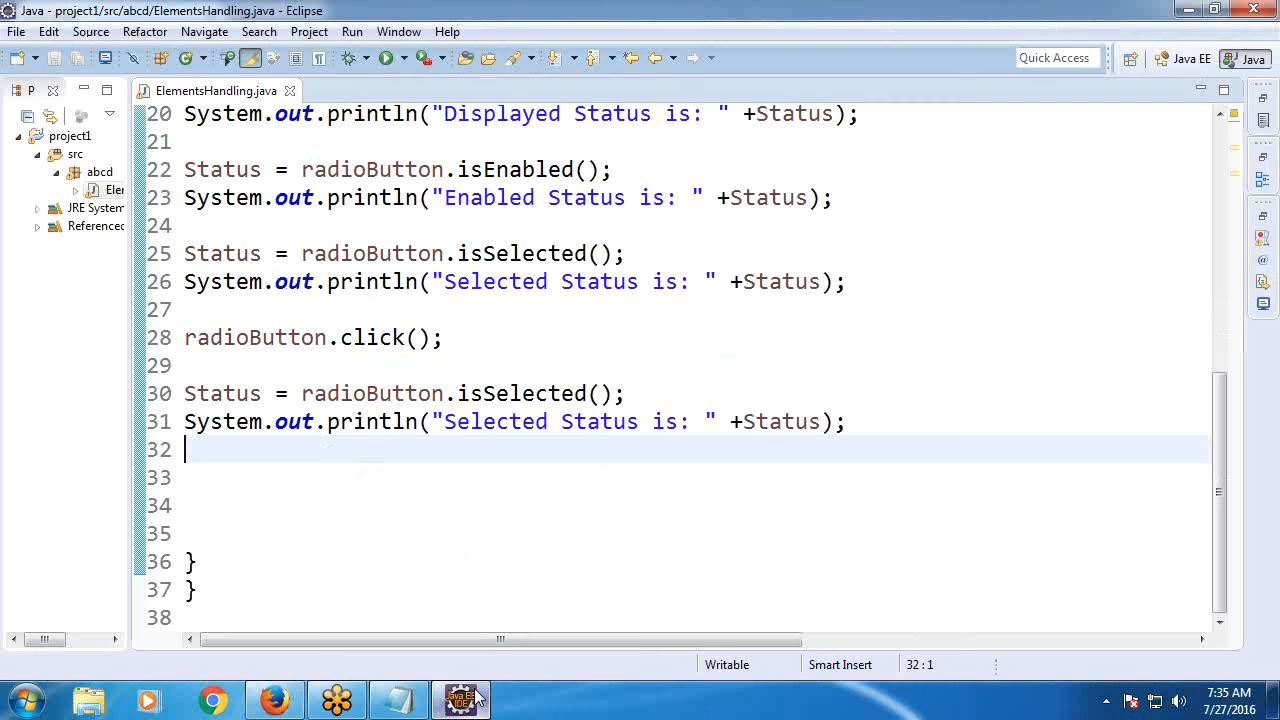 Java - project1/src/abcd/ElementsHandling.java - Eclipse
File Edit Source Refactor Navigate Search Project Run Window Help
Quick Access Java EE Java
P
ElementsHandling.java
project1
src
abcd
Eler
JRE System
Referenced
20 System.out.println("Displayed Status is: " +Status);
21
22 Status = radioButton.isEnabled();
23 System.out.println("Enabled Status is: " +Status);
24
25 Status = radioButton.isSelected();
26 System.out.println("Selected Status is: " +Status);
27
28 radioButton.click();
29
30 Status = radioButton.isSelected();
31 System.out.println("Selected Status is: " +Status);
32
33
34
35
36 }
37 }
38
Writable Smart Insert 32 : 1
Java EE
IDE
7:35 AM
7/27/2016